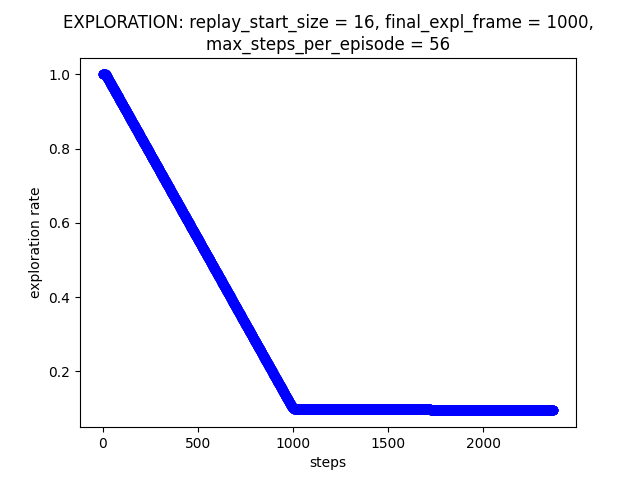 EXPLORATION: replay_start_size = 16, final_expl_frame = 1000,
max_steps_per_episode = 56
1.0
0.8
0.6
0.4
0.2
exploration rate
0
500
1000
1500
2000
steps